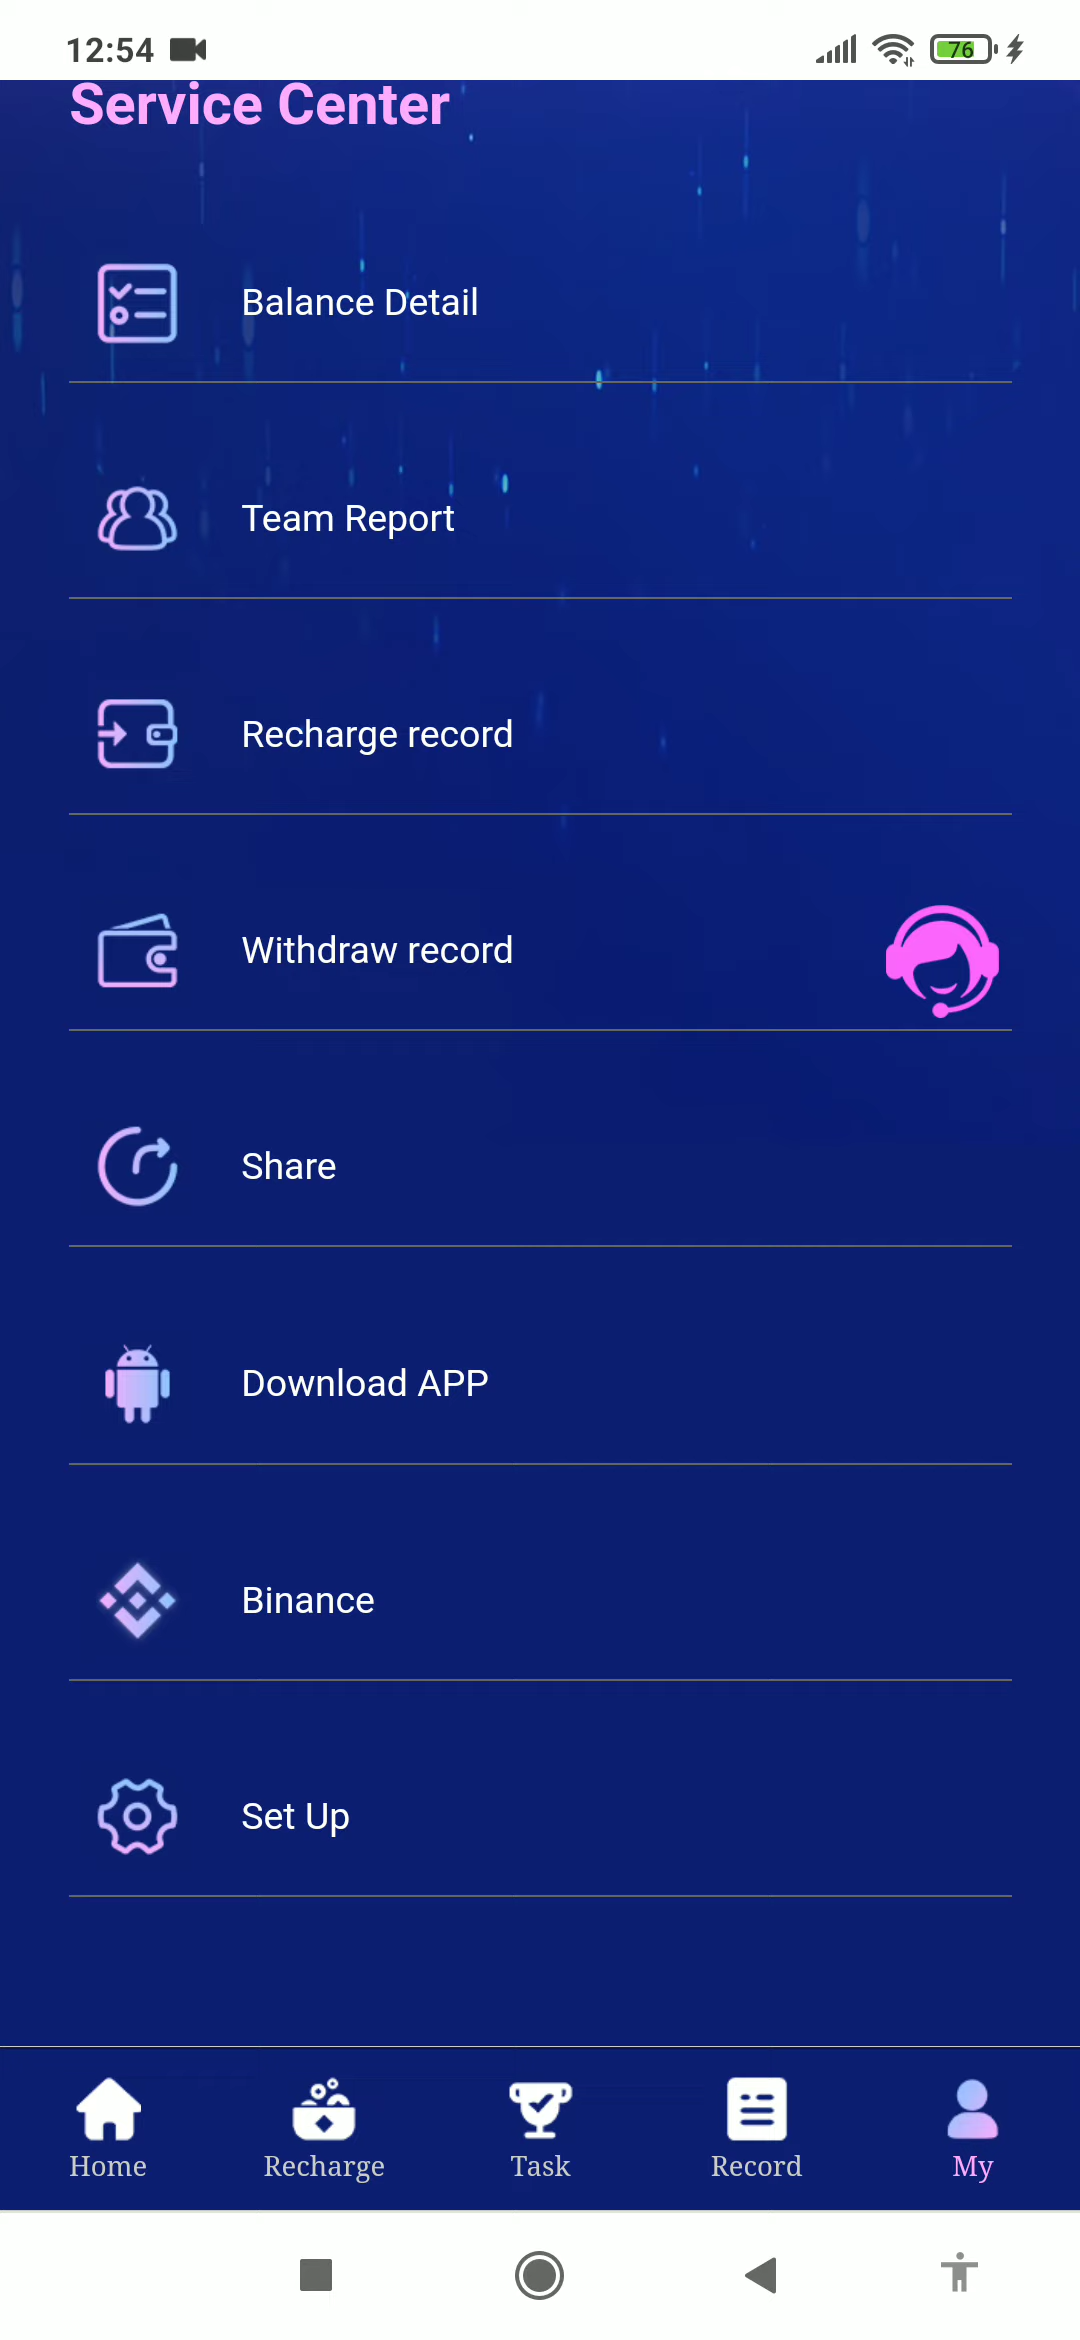 12:54
76
Service Center
Balance Detail
Team Report
Recharge record
Withdraw record
Share
Download APP
Binance
Set Up
Home
Recharge
Task
Record
My